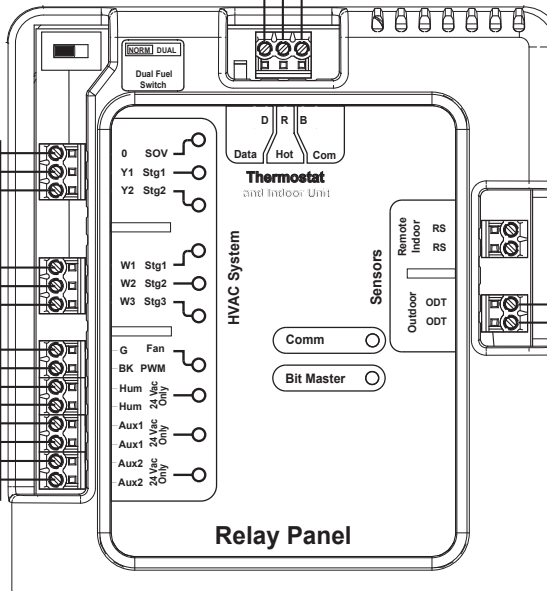 NORM DUAL
Dual Fuel
Switch
D R B
Data Hot Com
Thermostat
and Indoor Unit
0 SOV
Y1 Stg1
Y2 Stg2
W1 Stg1
W2 Stg2
W3 Stg3
G Fan
BK PWM
Hum
Hum
24 Vac
Only
Aux1
Aux1
24 Vac
Only
Aux2
Aux2
24 Vac
Only
HVAC System
Sensors
Remote
Indoor
RS
RS
Outdoor
ODT
ODT
Comm
Bit Master
Relay Panel